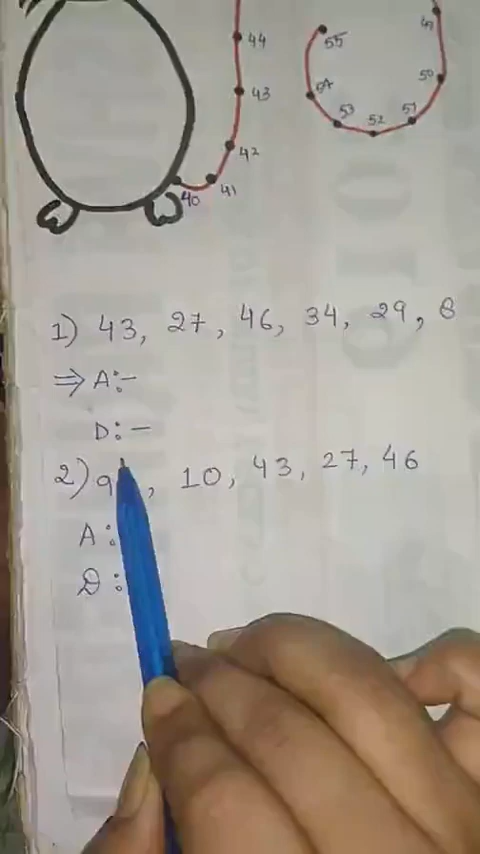 44
43
42
41
40
49
50
51
52
53
54
55
1) 43, 27, 46, 34, 29, 8
⇒ A:-
D:-
2) 9 , 10, 43, 27, 46
A:
D: